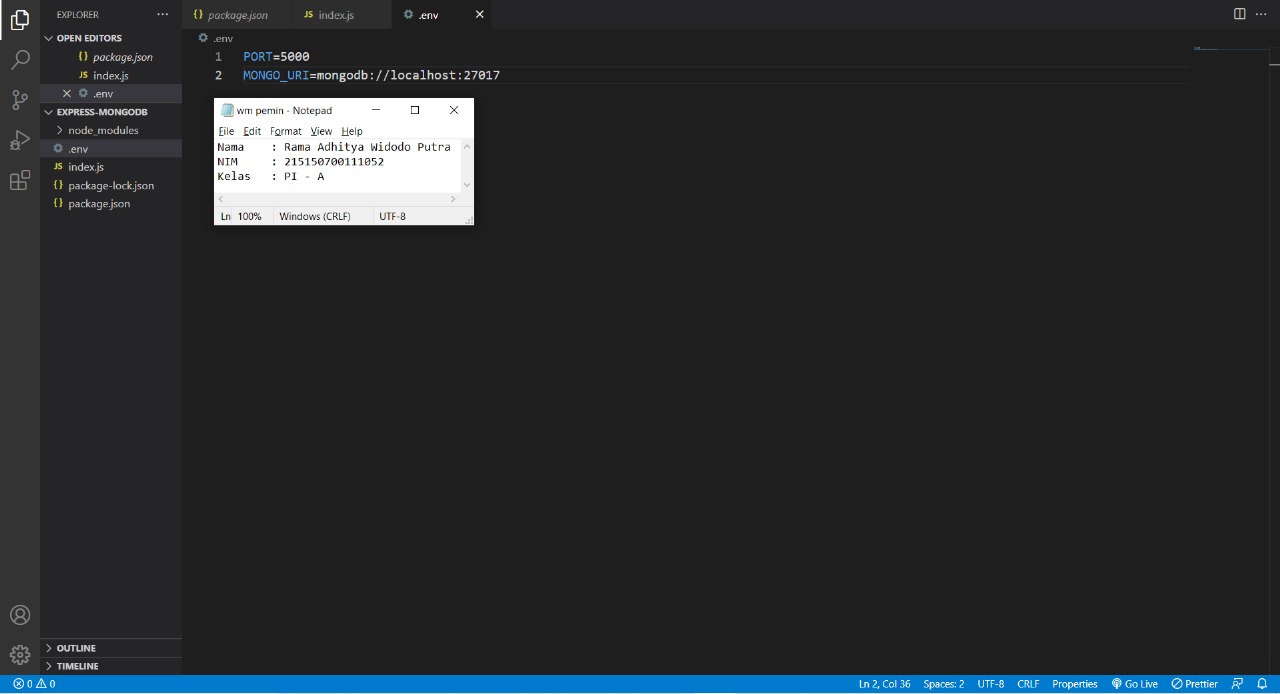 EXPLORER
OPEN EDITORS
{} package.json
JS index.js
.env
EXPRESS-MONGODB
node_modules
.env
JS index.js
{} package-lock.json
{} package.json
OUTLINE
TIMELINE
{} package.json JS index.js .env
.env
1 PORT=5000
2 MONGO_URI=mongodb://localhost:27017
wm pemin - Notepad
File Edit Format View Help
Nama : Rama Adhitya Widodo Putra
NIM : 215150700111052
Kelas : PI - A
Ln 100% Windows (CRLF) UTF-8
0 0 Ln 2, Col 36 Spaces: 2 UTF-8 CRLF Properties Go Live Prettier